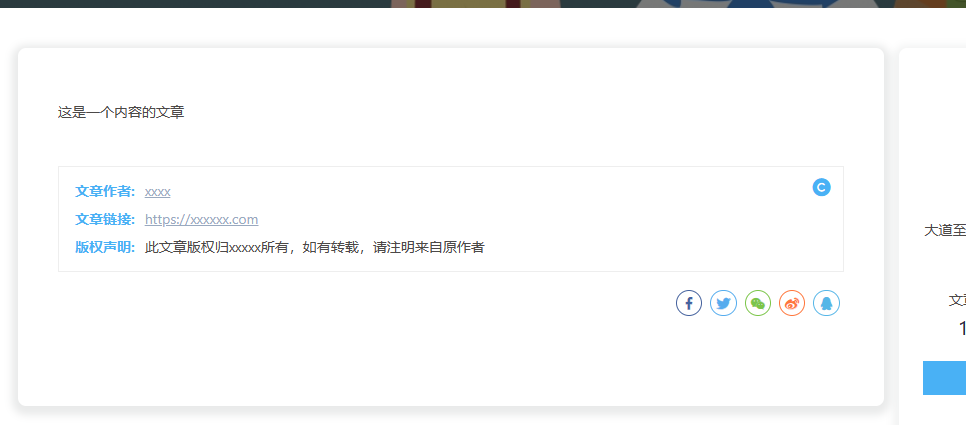 这是一个内容的文章
文章作者: xxxx
文章链接: https://xxxxxx.com
版权声明: 此文章版权归xxxxx所有，如有转载，请注明来自原作者
大道至
文
1